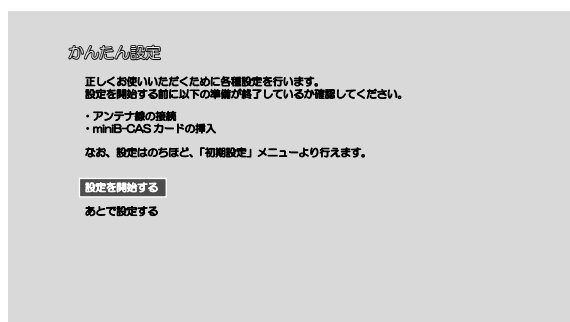 かんたん設定
正しくお使いいただくために各種設定を行います。
設定を開始する前に以下の準備が終了しているか確認してください。
・アンテナ線の接続
・miniB-CASカードの挿入
なお、設定はのちほど、「初期設定」メニューより行えます。
設定を開始する
あとで設定する